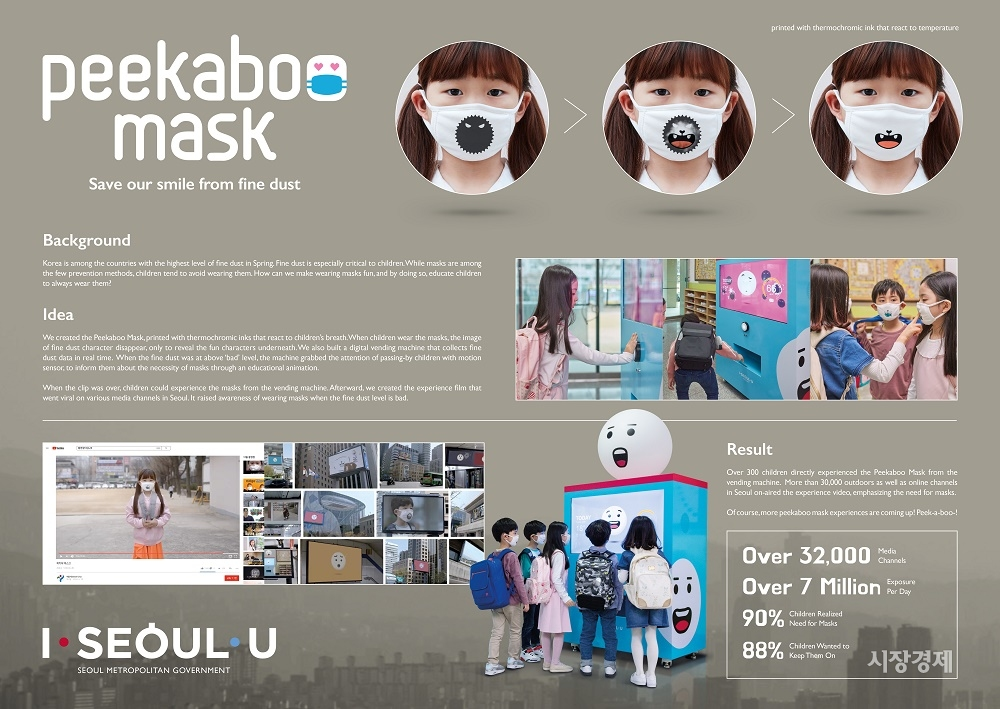 printed with thermochromic ink that react to temperature
peekaboo
mask
Save our smile from fine dust
Background
Korea is among the countries with the highest level of fine dust in Spring. Fine dust is especially critical to children. While masks are among
the few prevention methods, children tend to avoid wearing them. How can we make wearing masks fun, and by doing so, educate children
to always wear them?
Idea
We created the Peekaboo Mask, printed with thermochromic inks that react to children's breath. When children wear the masks, the image
of fine dust character disappear, only to reveal the fun characters underneath. We also built a digital vending machine that collects fine
dust data in real time. When the fine dust was at above 'bad' level, the machine grabbed the attention of passing-by children with motion
sensor, to inform them about the necessity of masks through an educational animation.
When the clip was over, children could experience the masks from the vending machine. Afterward, we created the experience film that
went viral on various media channels in Seoul. It raised awareness of wearing masks when the fine dust level is bad.
TODAY
Result
Over 300 children directly experienced the Peekaboo Mask from the
vending machine. More than 30,000 outdoors as well as online channels
in Seoul on-aired the experience video, emphasizing the need for masks.
Of course, more peekaboo mask experiences are coming up! Peek-a-boo-!
Over 32,000 Media
Channels
Over 7 Million Exposure
Per Day
90% Children Realized
Need for Masks
88% Children Wanted to
Keep Them On
I·SEOUL·U
SEOUL METROPOLITAN GOVERNMENT
시장경제